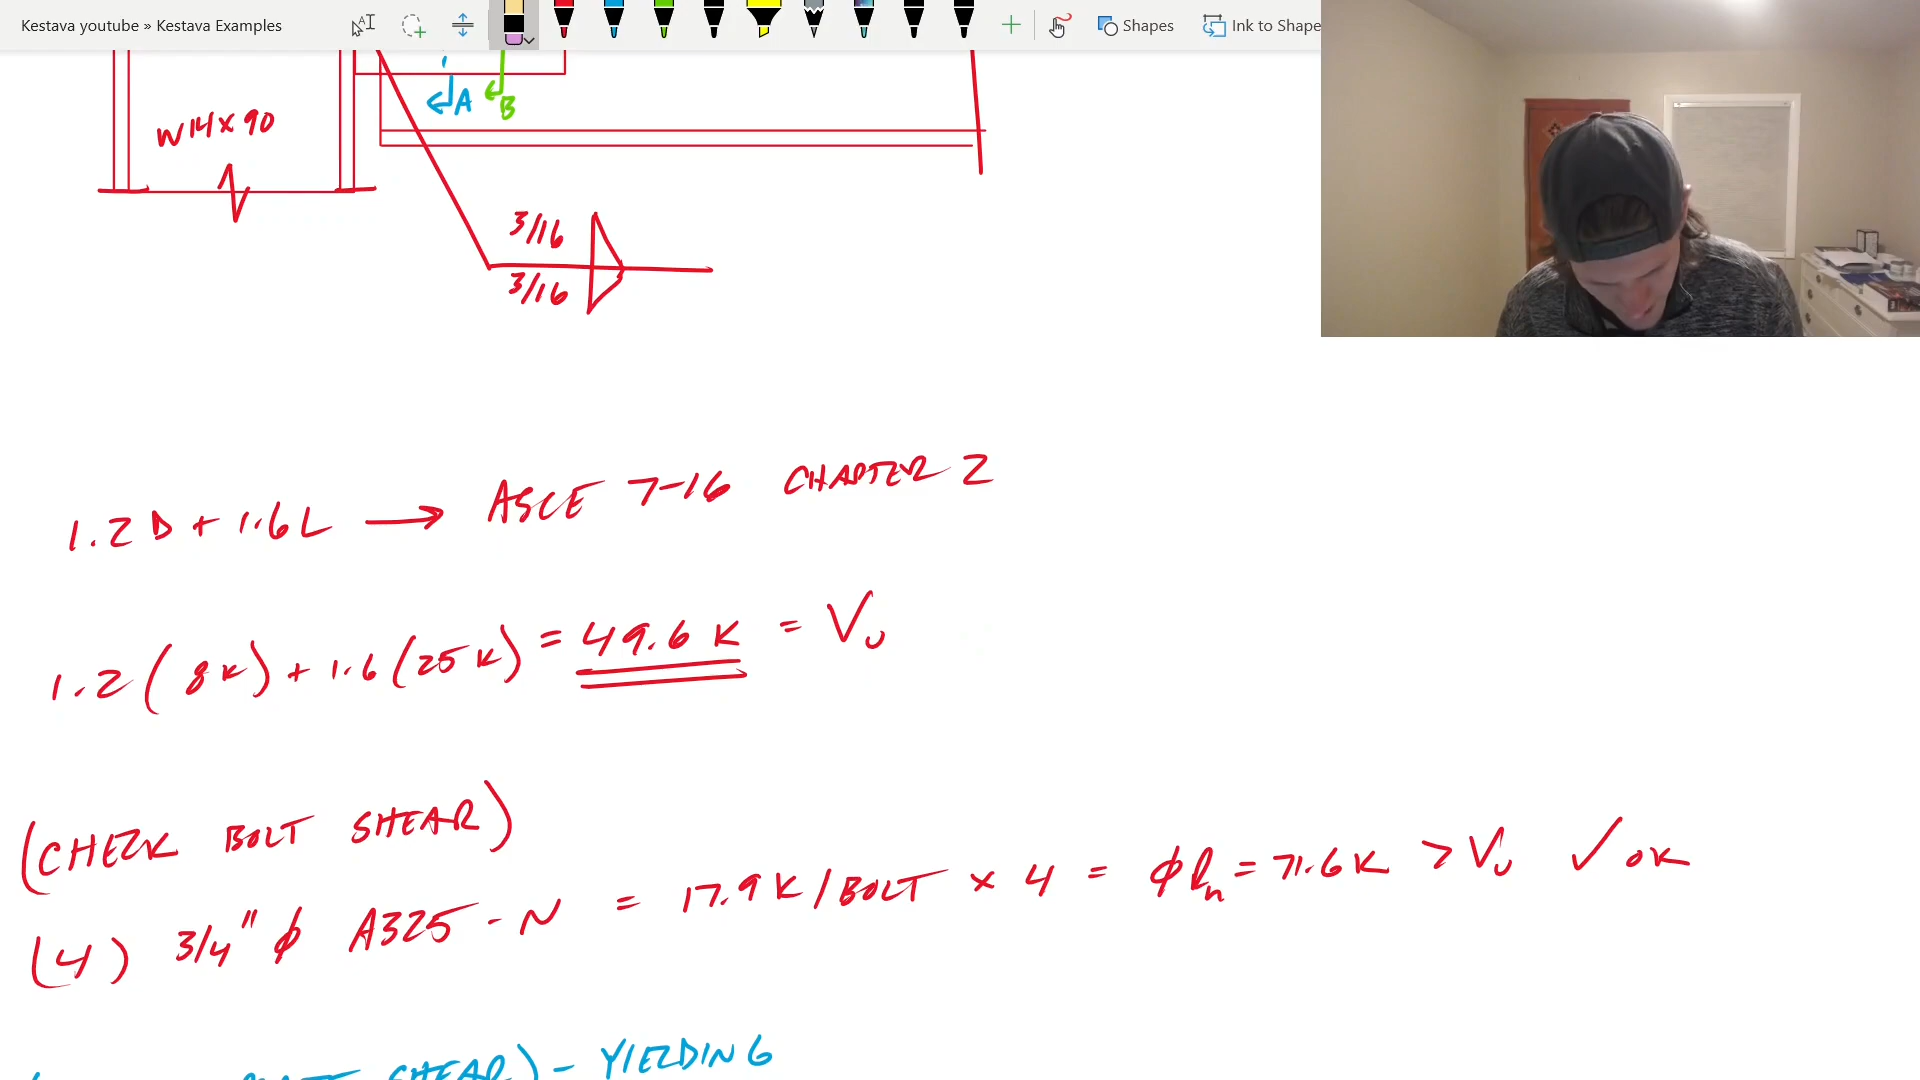 Kestava youtube » Kestava Examples
Shapes
Ink to Shape
A
B
W14x90
3/16
3/16
1.2D + 1.6L → ASCE 7-16 CHAPTER 2
1.2(8K) + 1.6(25K) = 49.6 K = Vu
(CHECK BOLT SHEAR)
(4) 3/4" ϕ A325-N = 17.9 K/BOLT x 4 = ϕRn = 71.6 K > Vu ✓ OK
SHEAR) - YIELDING